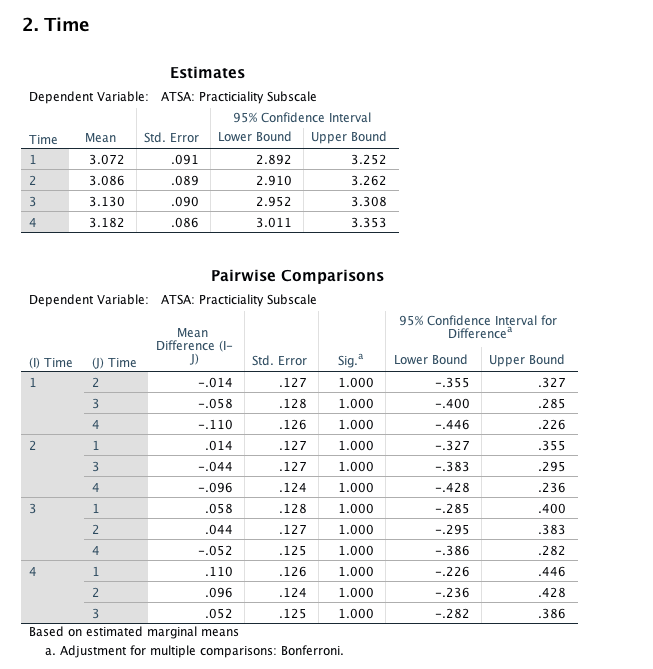 2. Time
Estimates
Dependent Variable: ATSA: Practiciality Subscale
95% Confidence Interval
Time Mean Std. Error Lower Bound Upper Bound
1 3.072 .091 2.892 3.252
2 3.086 .089 2.910 3.262
3 3.130 .090 2.952 3.308
4 3.182 .086 3.011 3.353
Pairwise Comparisons
Dependent Variable: ATSA: Practiciality Subscale
95% Confidence Interval for
Differenceᵃ
Mean
Difference (I-
J)
(I) Time (J) Time Std. Error Sig.ᵃ Lower Bound Upper Bound
1 2 -.014 .127 1.000 -.355 .327
3 -.058 .128 1.000 -.400 .285
4 -.110 .126 1.000 -.446 .226
2 1 .014 .127 1.000 -.327 .355
3 -.044 .127 1.000 -.383 .295
4 -.096 .124 1.000 -.428 .236
3 1 .058 .128 1.000 -.285 .400
2 .044 .127 1.000 -.295 .383
4 -.052 .125 1.000 -.386 .282
4 1 .110 .126 1.000 -.226 .446
2 .096 .124 1.000 -.236 .428
3 .052 .125 1.000 -.282 .386
Based on estimated marginal means
a. Adjustment for multiple comparisons: Bonferroni.